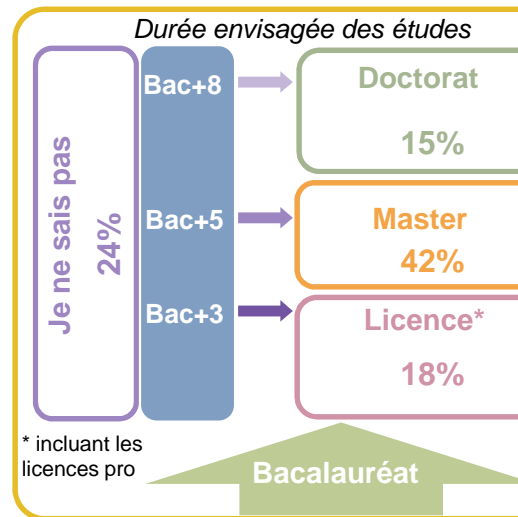 Durée envisagée des études
Je ne sais pas
24%
Bac+8
Doctorat
15%
Bac+5
Master
42%
Bac+3
Licence*
18%
* incluant les
licences pro
Bacalauréat